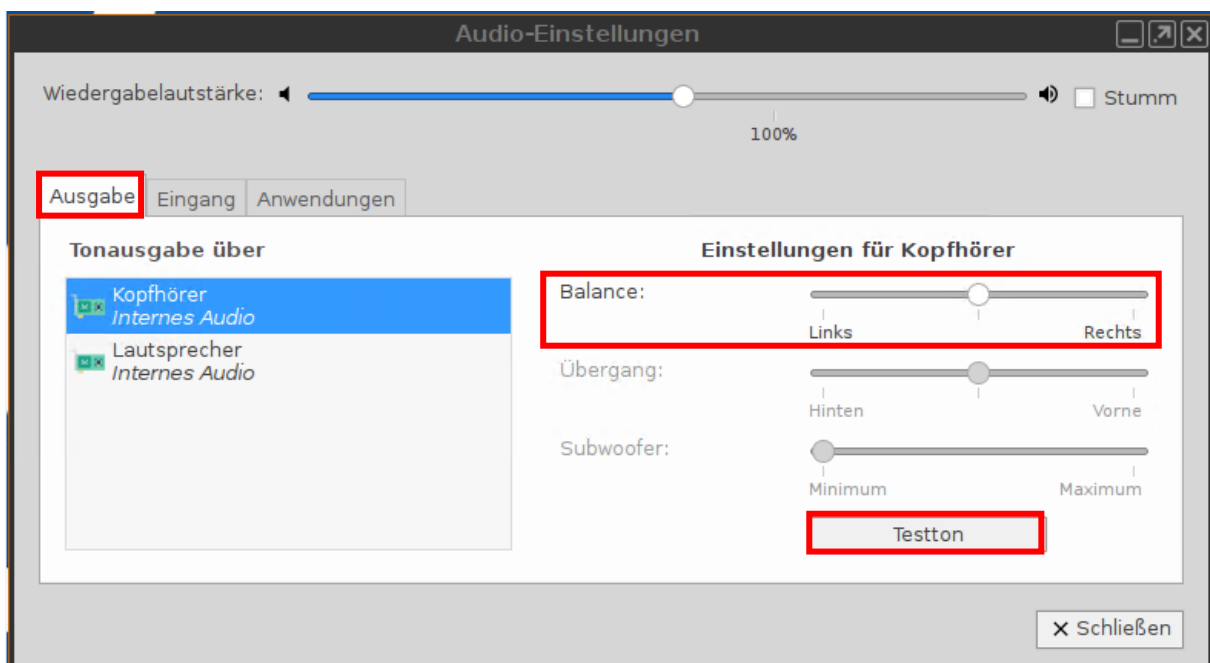 Audio-Einstellungen
Wiedergabelautstärke: Stumm
100%
Ausgabe Eingang Anwendungen
Tonausgabe über
Kopfhörer
Internes Audio
Lautsprecher
Internes Audio
Einstellungen für Kopfhörer
Balance:
Links Rechts
Übergang:
Hinten Vorne
Subwoofer:
Minimum Maximum
Testton
Schließen